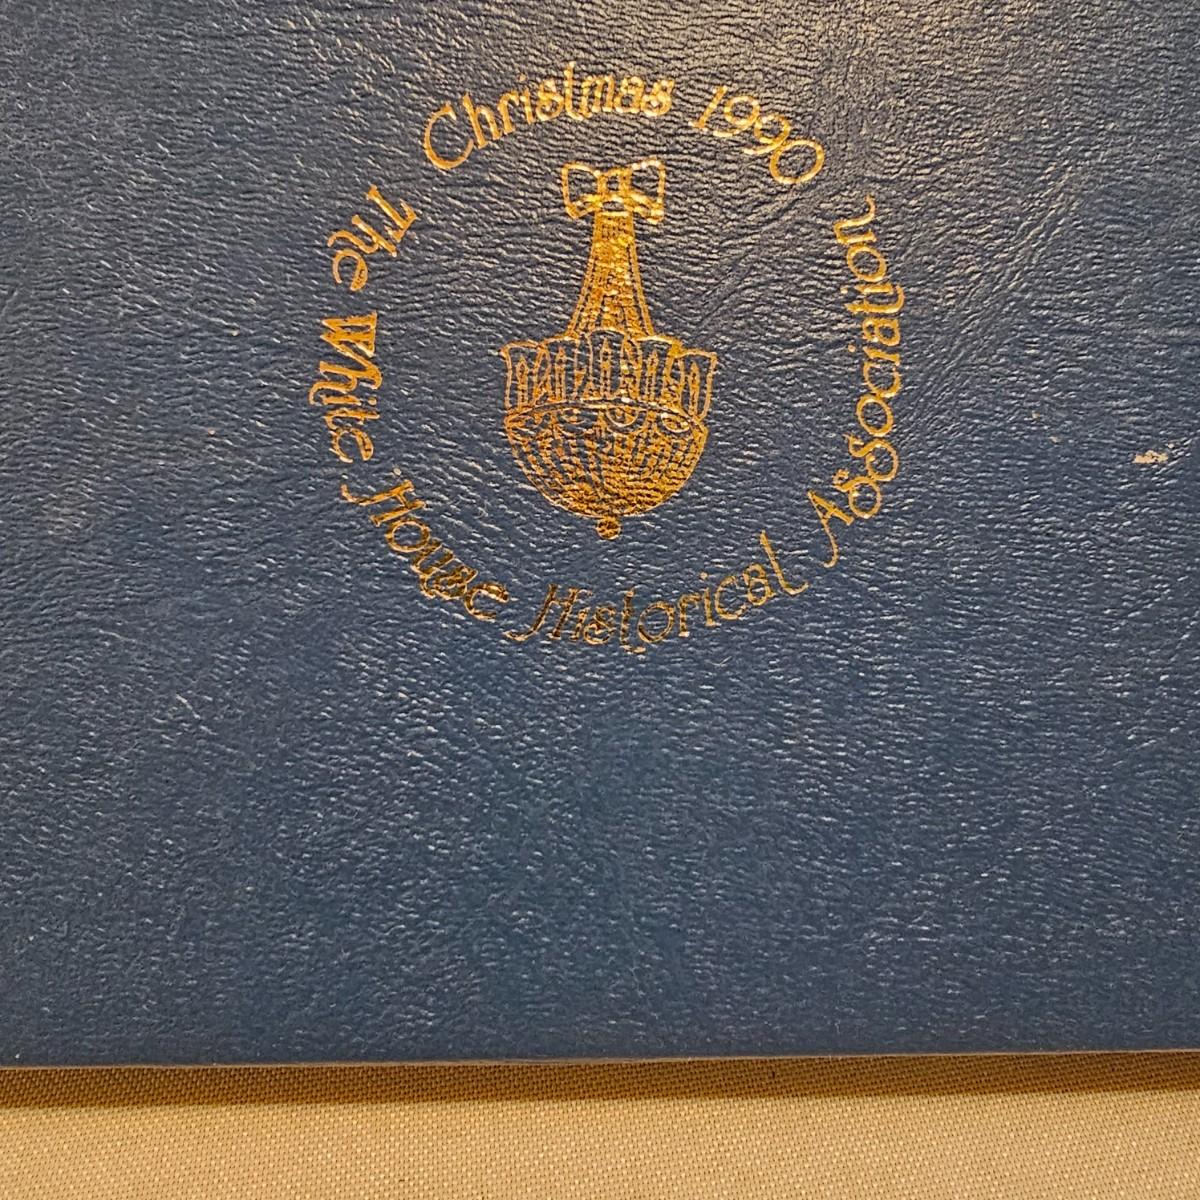 Christmas 1990
The White House Historical Association